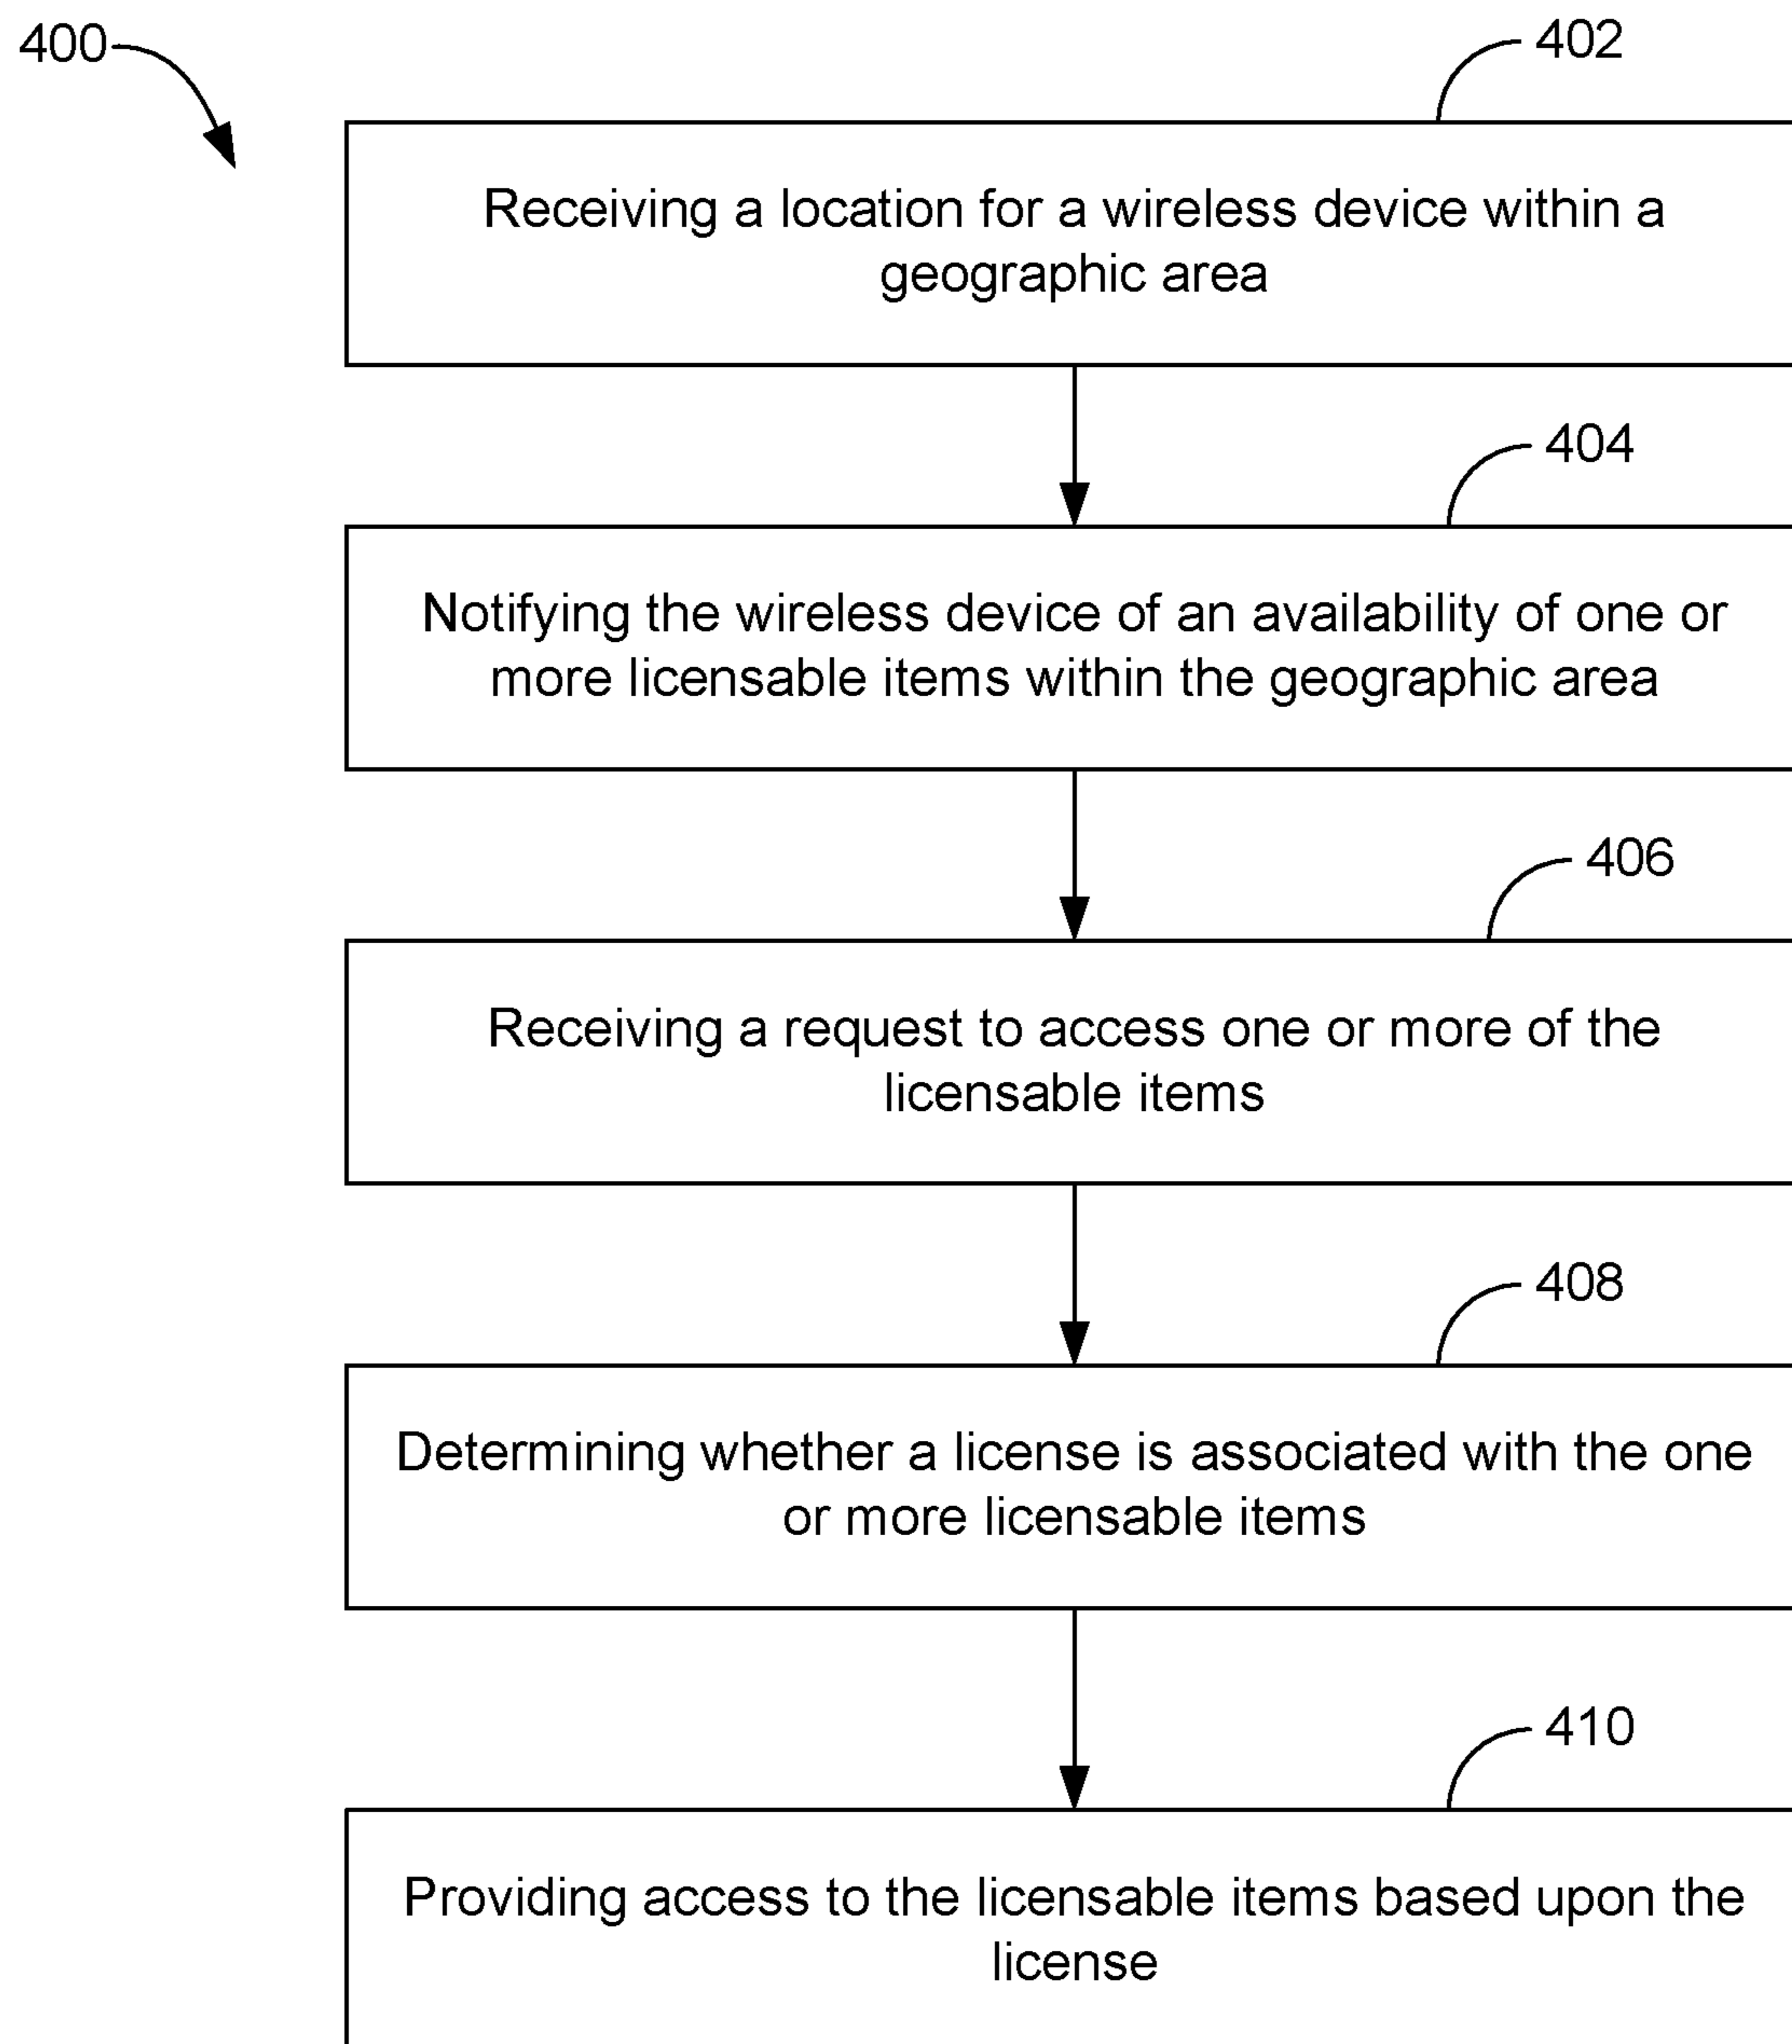 400
402
Receiving a location for a wireless device within a
geographic area
404
Notifying the wireless device of an availability of one or
more licensable items within the geographic area
406
Receiving a request to access one or more of the
licensable items
408
Determining whether a license is associated with the one
or more licensable items
410
Providing access to the licensable items based upon the
license